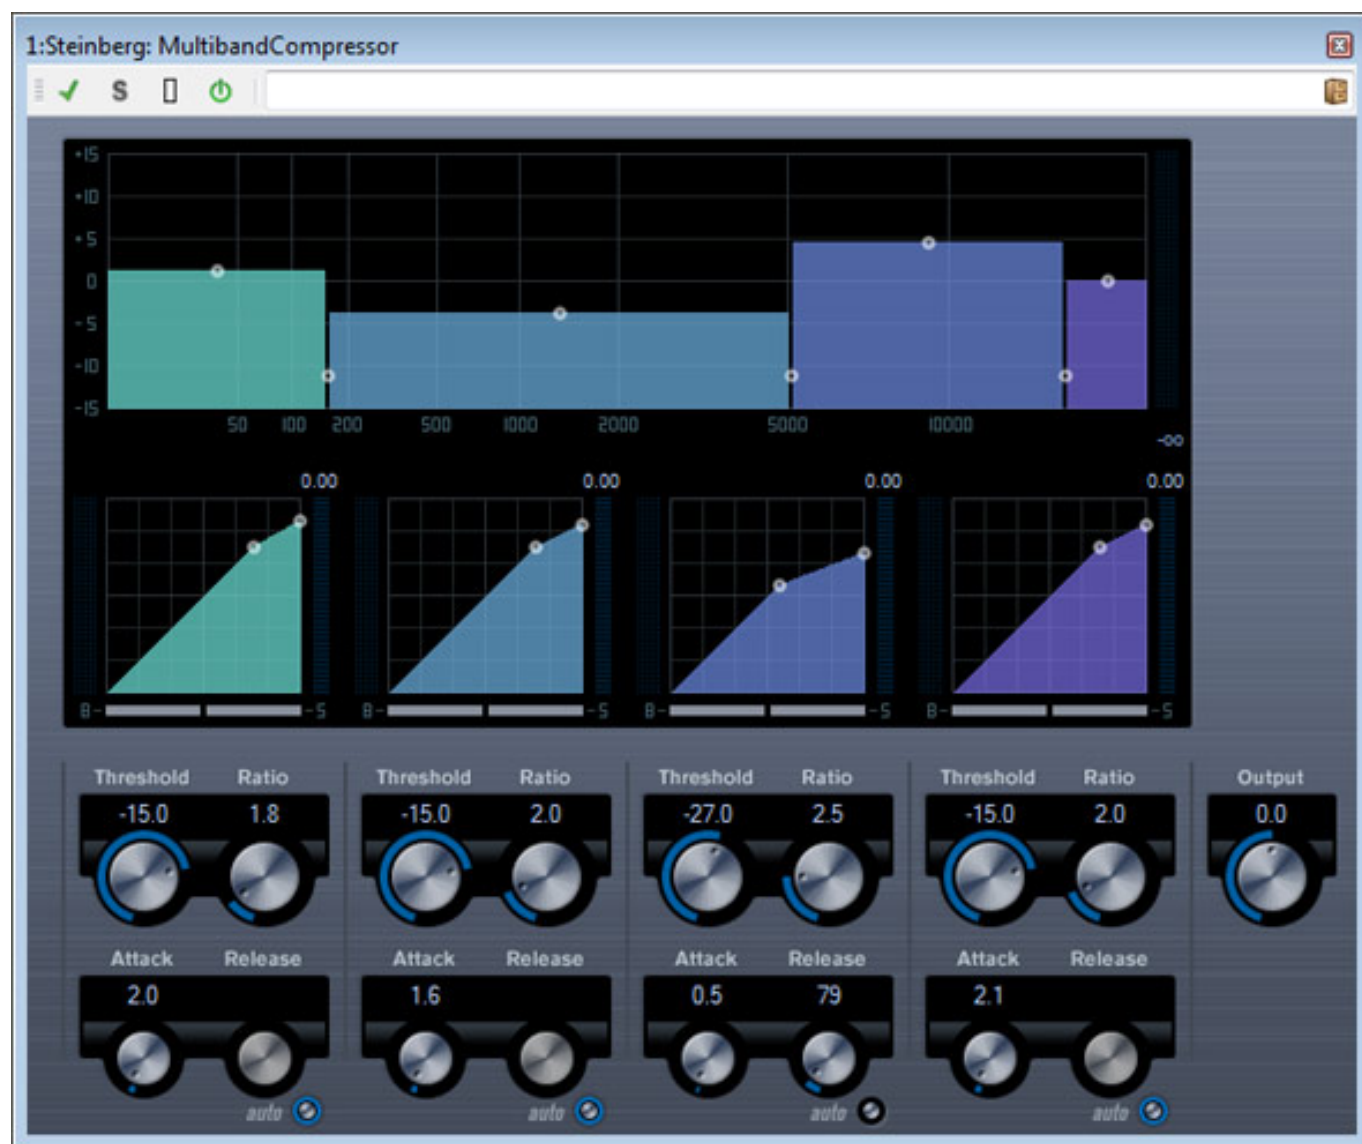 1:Steinberg: MultibandCompressor
S
+15
+10
+5
0
-5
-10
-15
50 100 200 500 1000 2000 5000 10000
-∞
0.00 0.00 0.00 0.00
B- -S B- -S B- -S B- -S
Threshold Ratio Threshold Ratio Threshold Ratio Threshold Ratio Output
-15.0 1.8 -15.0 2.0 -27.0 2.5 -15.0 2.0 0.0
Attack Release Attack Release Attack Release Attack Release
2.0 1.6 0.5 79 2.1
auto auto auto auto